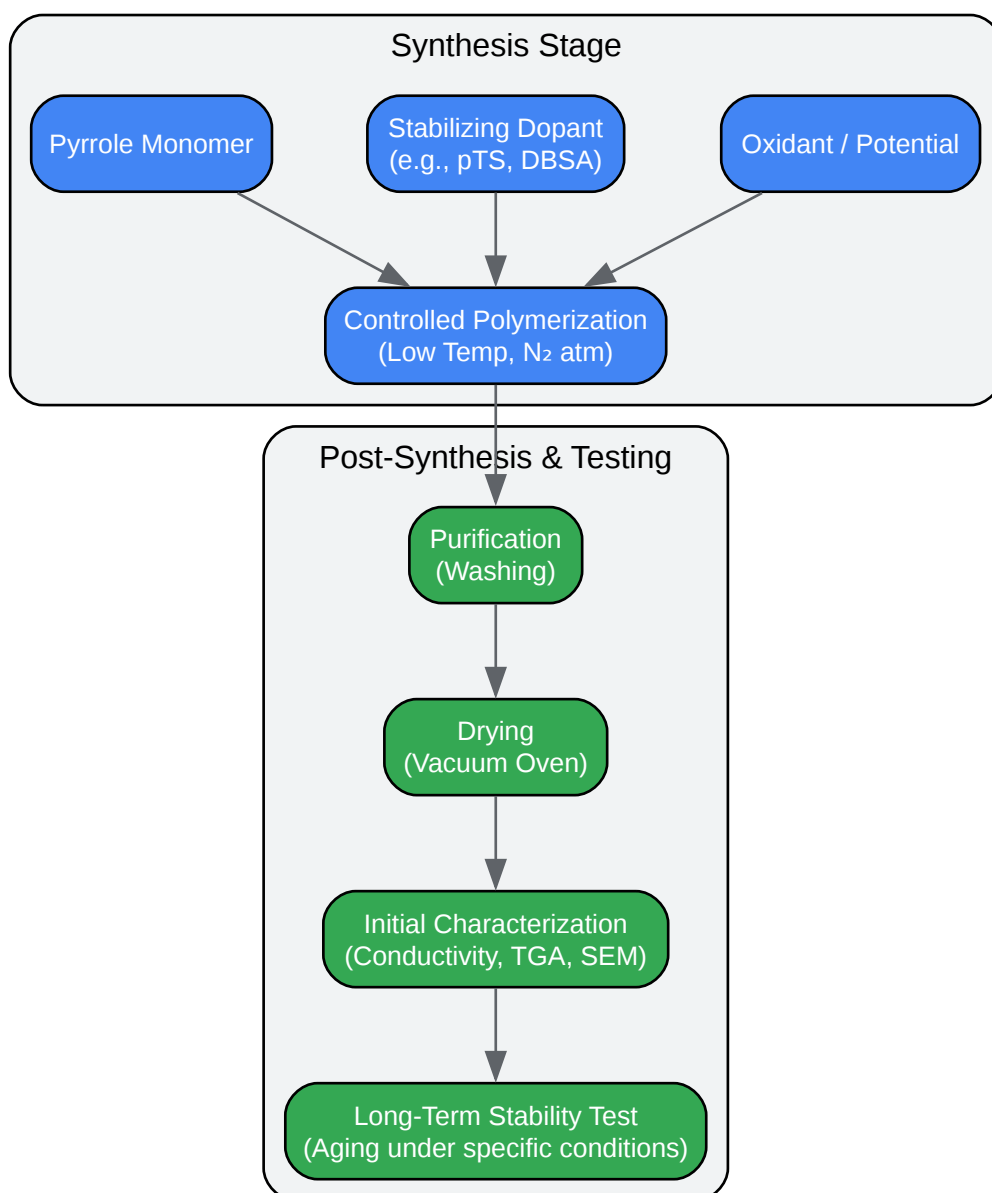 Synthesis Stage
Pyrrole Monomer
Stabilizing Dopant
(e.g., pTS, DBSA)
Oxidant / Potential
Controlled Polymerization
(Low Temp, N₂ atm)
Post-Synthesis & Testing
Purification
(Washing)
Drying
(Vacuum Oven)
Initial Characterization
(Conductivity, TGA, SEM)
Long-Term Stability Test
(Aging under specific conditions)